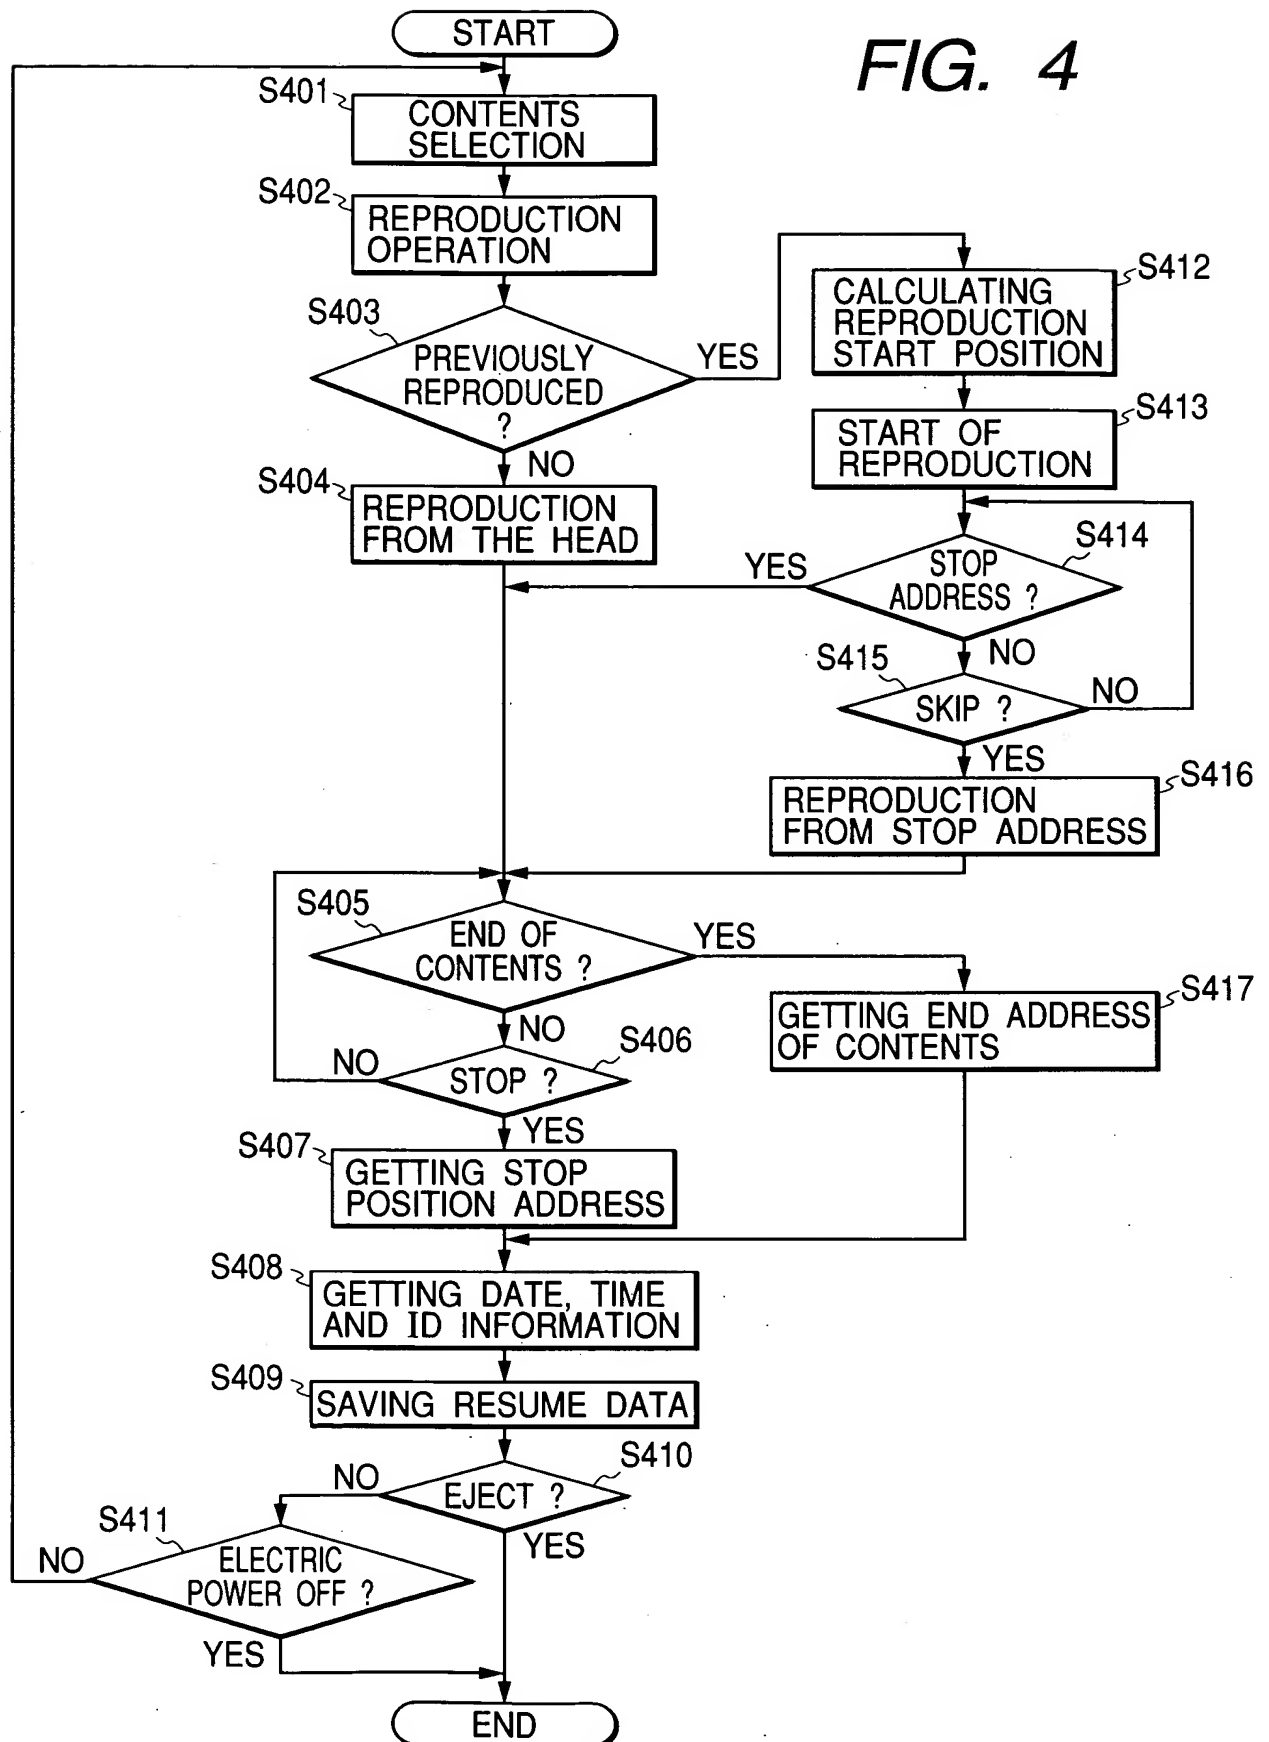 START
FIG. 4
S401
CONTENTS
SELECTION
S402
REPRODUCTION
OPERATION
S403
PREVIOUSLY
REPRODUCED
?
YES
NO
S412
CALCULATING
REPRODUCTION
START POSITION
S413
START OF
REPRODUCTION
S404
REPRODUCTION
FROM THE HEAD
S414
STOP
ADDRESS ?
YES
NO
S415
SKIP ?
NO
YES
S416
REPRODUCTION
FROM STOP ADDRESS
S405
END OF
CONTENTS ?
YES
NO
S417
GETTING END ADDRESS
OF CONTENTS
S406
STOP ?
NO
YES
S407
GETTING STOP
POSITION ADDRESS
S408
GETTING DATE, TIME
AND ID INFORMATION
S409
SAVING RESUME DATA
S410
EJECT ?
NO
YES
S411
ELECTRIC
POWER OFF ?
NO
YES
END